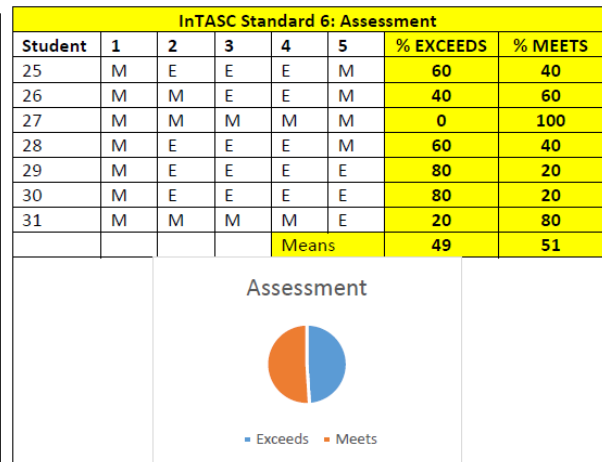 InTASC Standard 6: Assessment
Student 1 2 3 4 5 % EXCEEDS % MEETS
25 M E E E M 60 40
26 M M E E M 40 60
27 M M M M M 0 100
28 M E E E M 60 40
29 M E E E E 80 20
30 M E E E E 80 20
31 M M M M E 20 80
Means 49 51
Assessment
Exceeds Meets